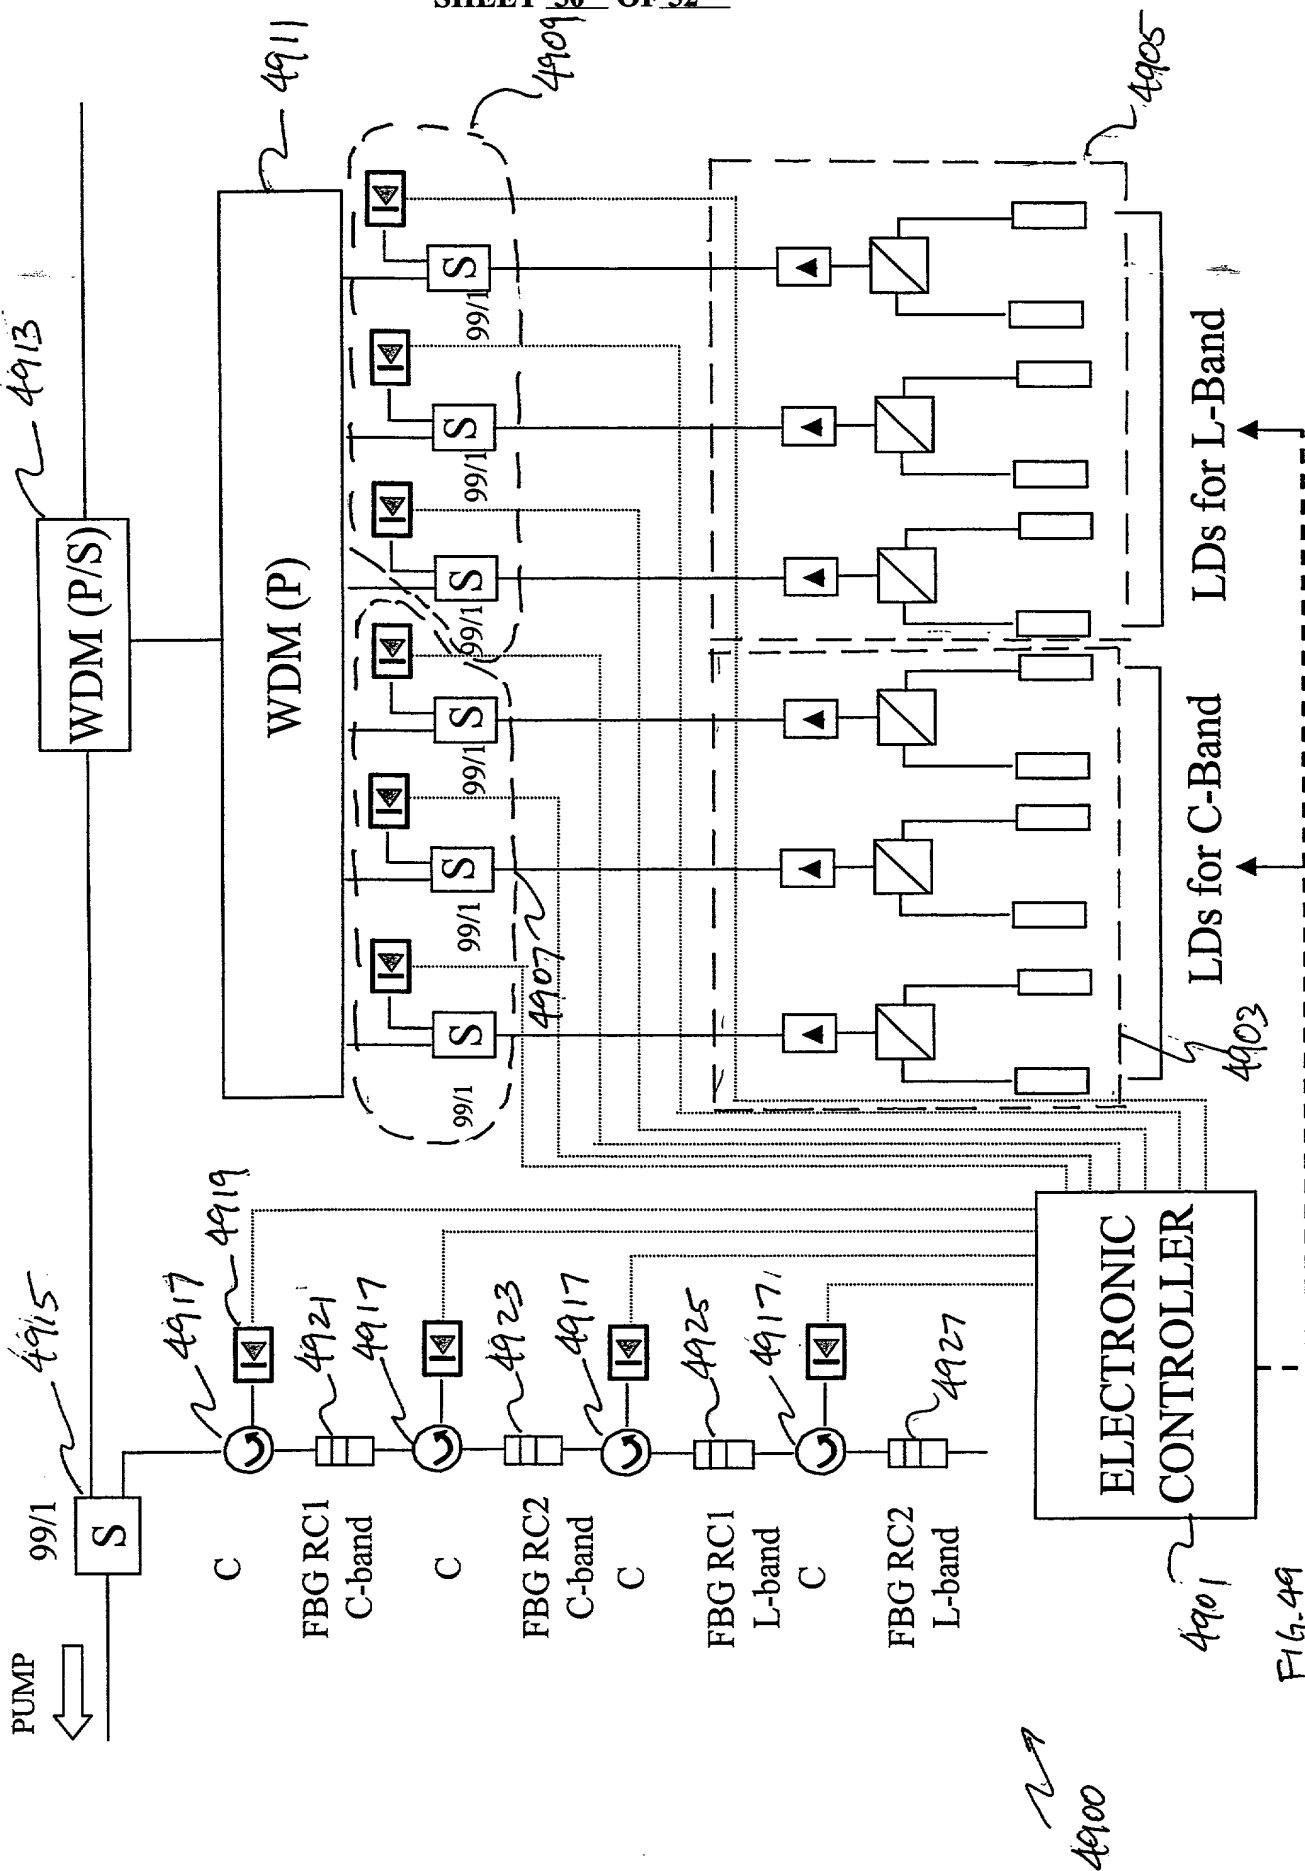 SHEET 50 OF 52
PUMP
99/1
S
4915
WDM (P/S)
4913
WDM (P)
4911
C
4917
4919
FBG RC1
C-band
4921
C
4917
FBG RC2
C-band
4923
C
4917
FBG RC1
L-band
4925
C
4917
FBG RC2
L-band
4927
99/1
S
99/1
S
99/1
S
99/1
S
99/1
S
99/1
S
4907
4909
4903
4905
LDs for C-Band
LDs for L-Band
ELECTRONIC
CONTROLLER
4901
4900
FIG. 49